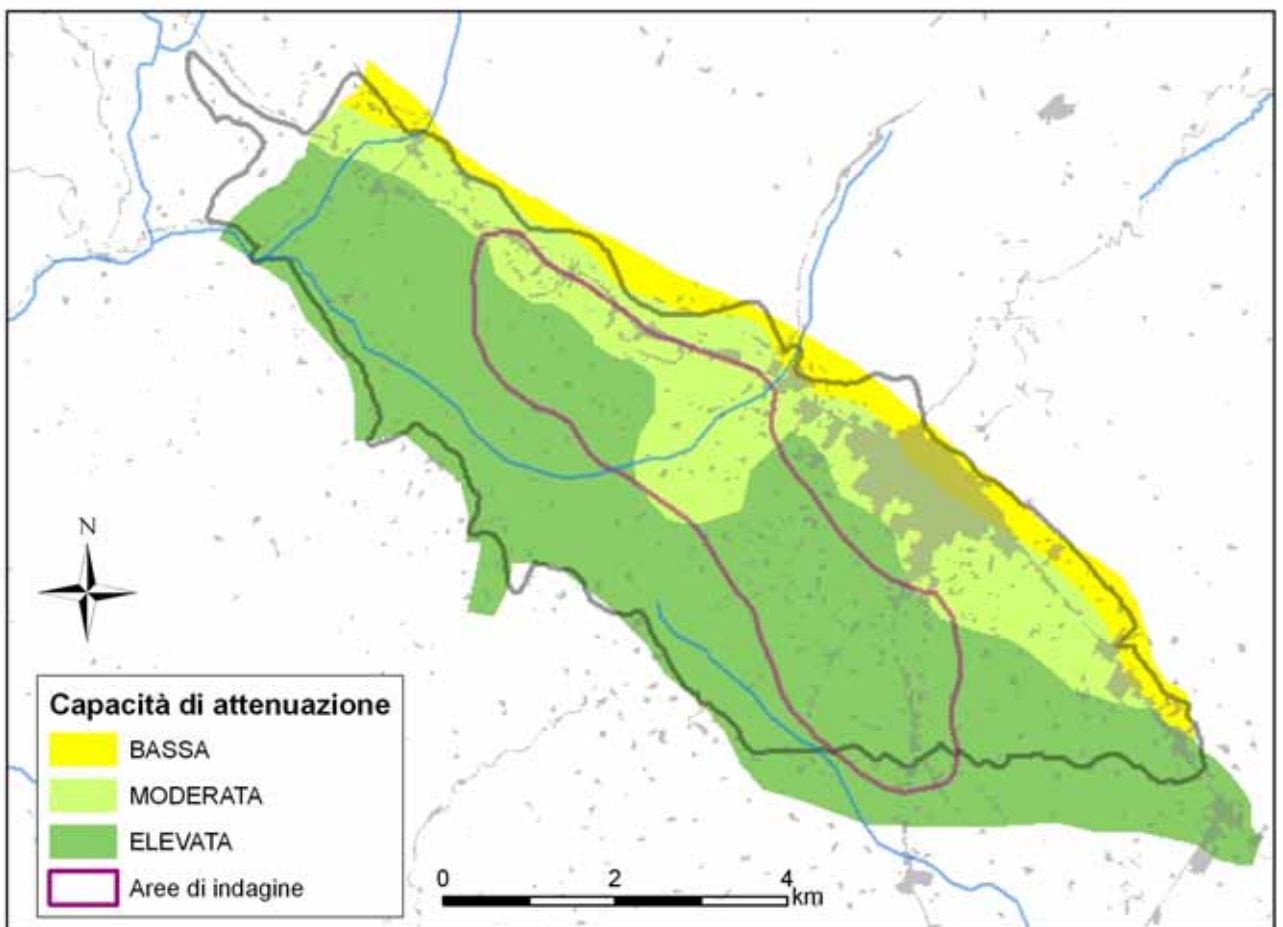 N
Capacità di attenuazione
BASSA
MODERATA
ELEVATA
Aree di indagine
0 2 4
km